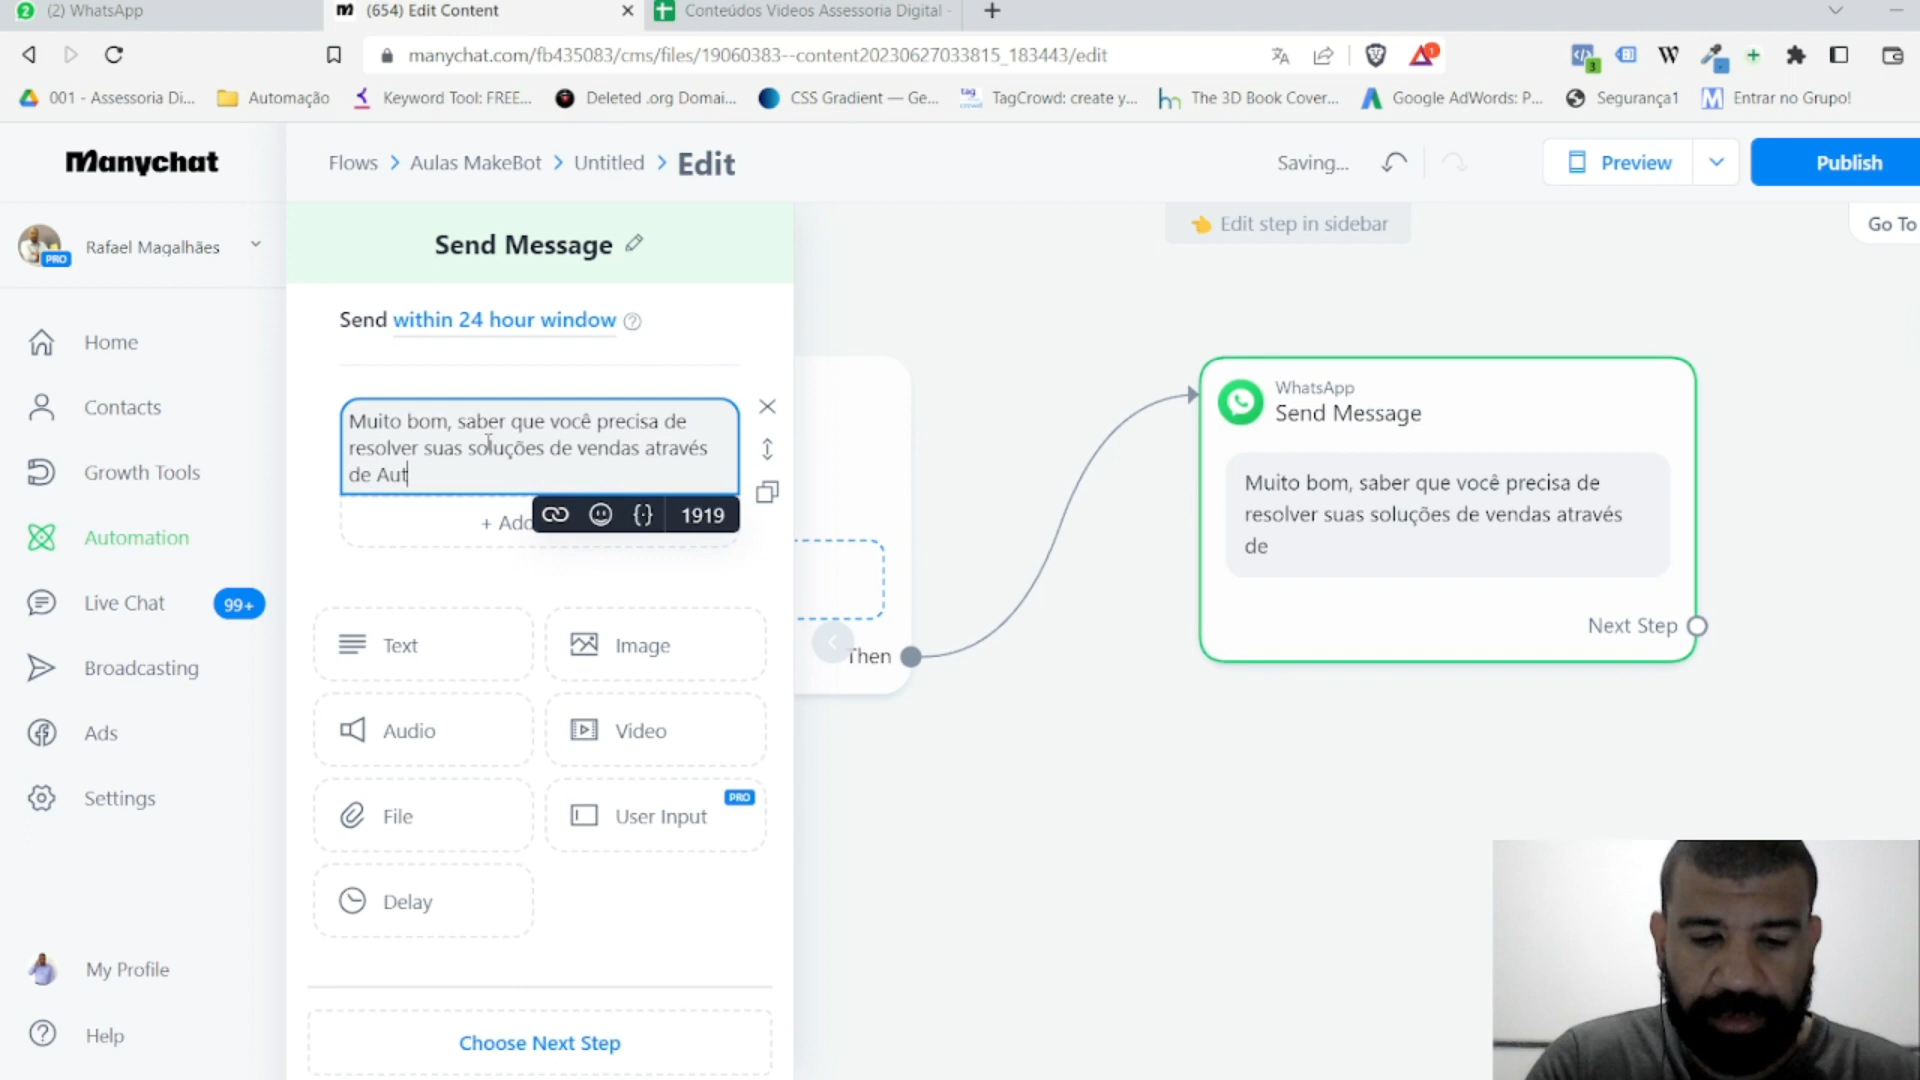 (2) WhatsApp
(654) Edit Content
Conteúdos Videos Assessoria Digital -
manychat.com/fb435083/cms/files/19060383--content20230627033815_183443/edit
001 - Assessoria Di...
Automação
Keyword Tool: FREE...
Deleted .org Domai...
CSS Gradient — Ge...
TagCrowd: create y...
The 3D Book Cover...
Google AdWords: P...
Segurança1
Entrar no Grupo!
Manychat
Flows > Aulas MakeBot > Untitled > Edit
Saving...
Preview
Publish
Rafael Magalhães
PRO
Home
Contacts
Growth Tools
Automation
Live Chat
99+
Broadcasting
Ads
Settings
My Profile
Help
Send Message
Send within 24 hour window
Muito bom, saber que você precisa de
resolver suas soluções de vendas através
de Aut
+ Add
1919
Text
Image
Audio
Video
File
User Input
PRO
Delay
Choose Next Step
Edit step in sidebar
Go To
Then
WhatsApp
Send Message
Muito bom, saber que você precisa de
resolver suas soluções de vendas através
de
Next Step